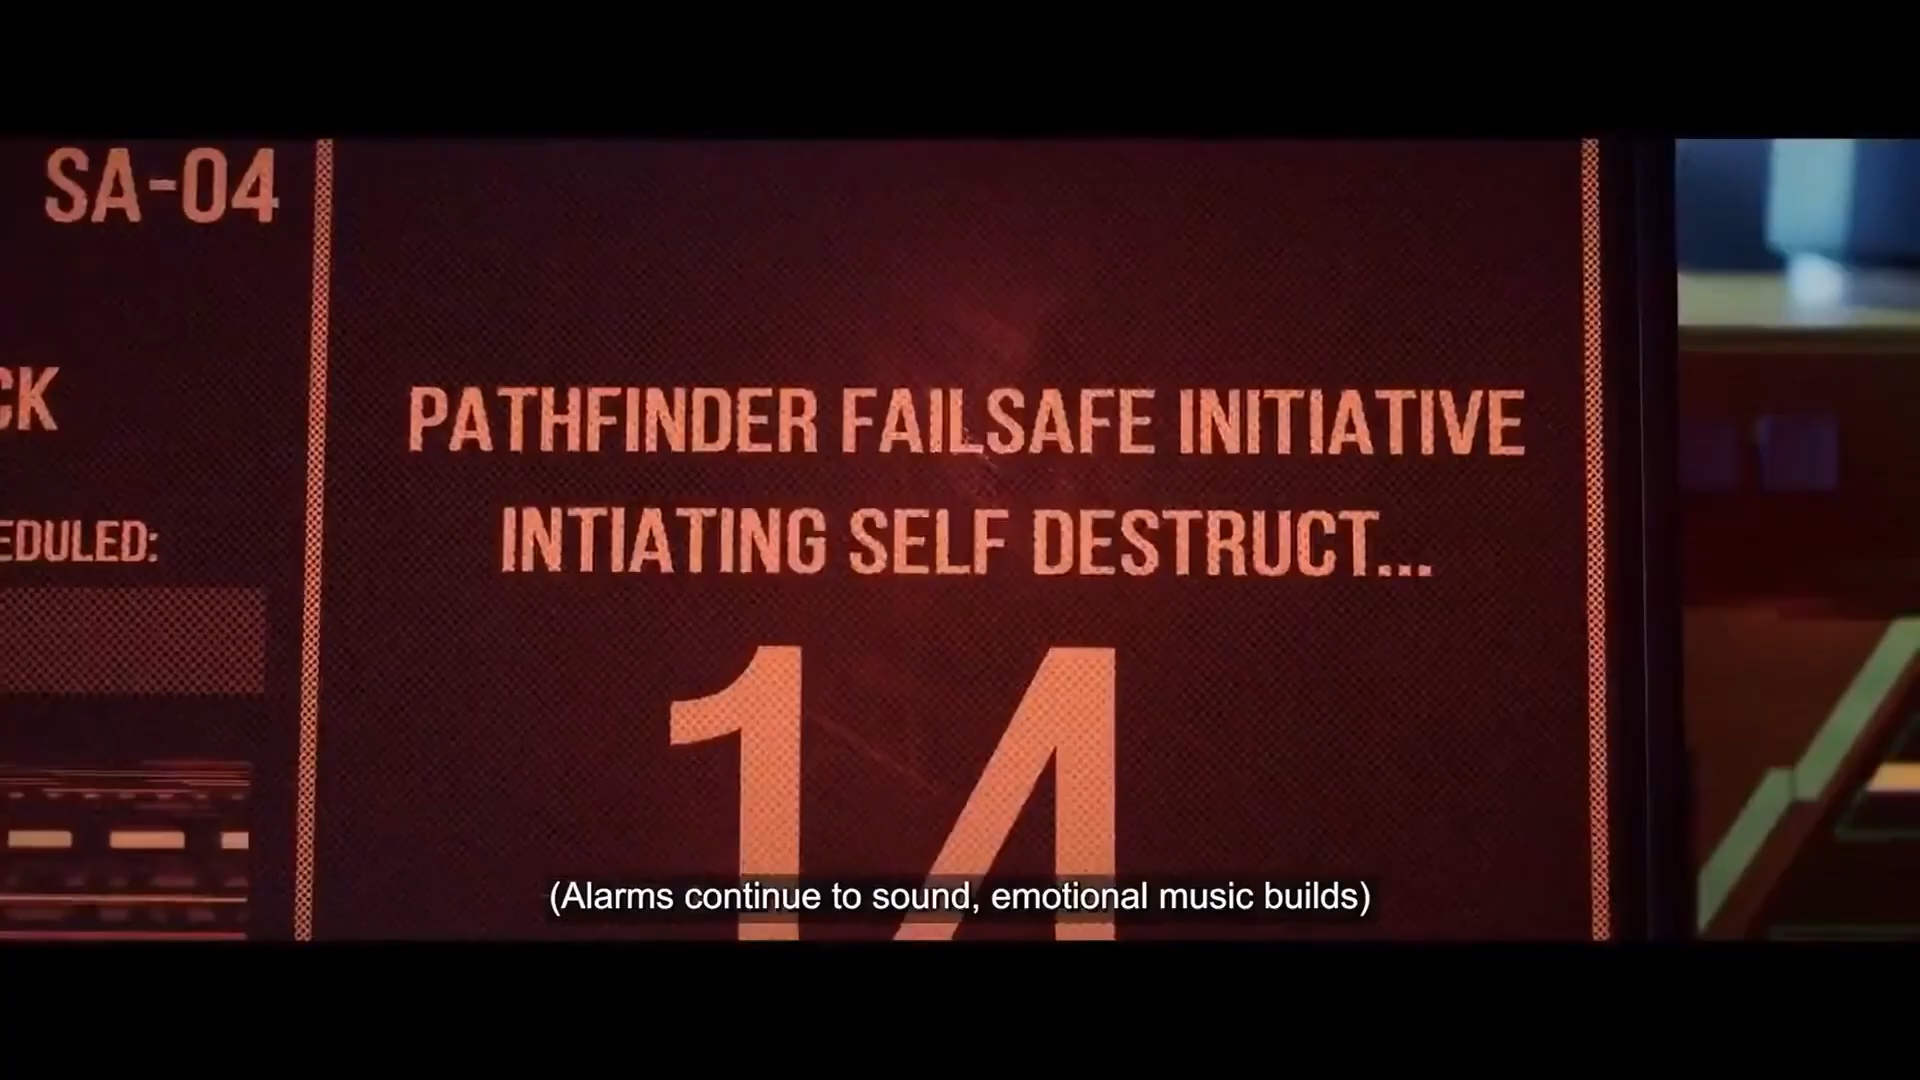 SA-04
CK
EDULED:
PATHFINDER FAILSAFE INITIATIVE
INTIATING SELF DESTRUCT...
14
(Alarms continue to sound, emotional music builds)